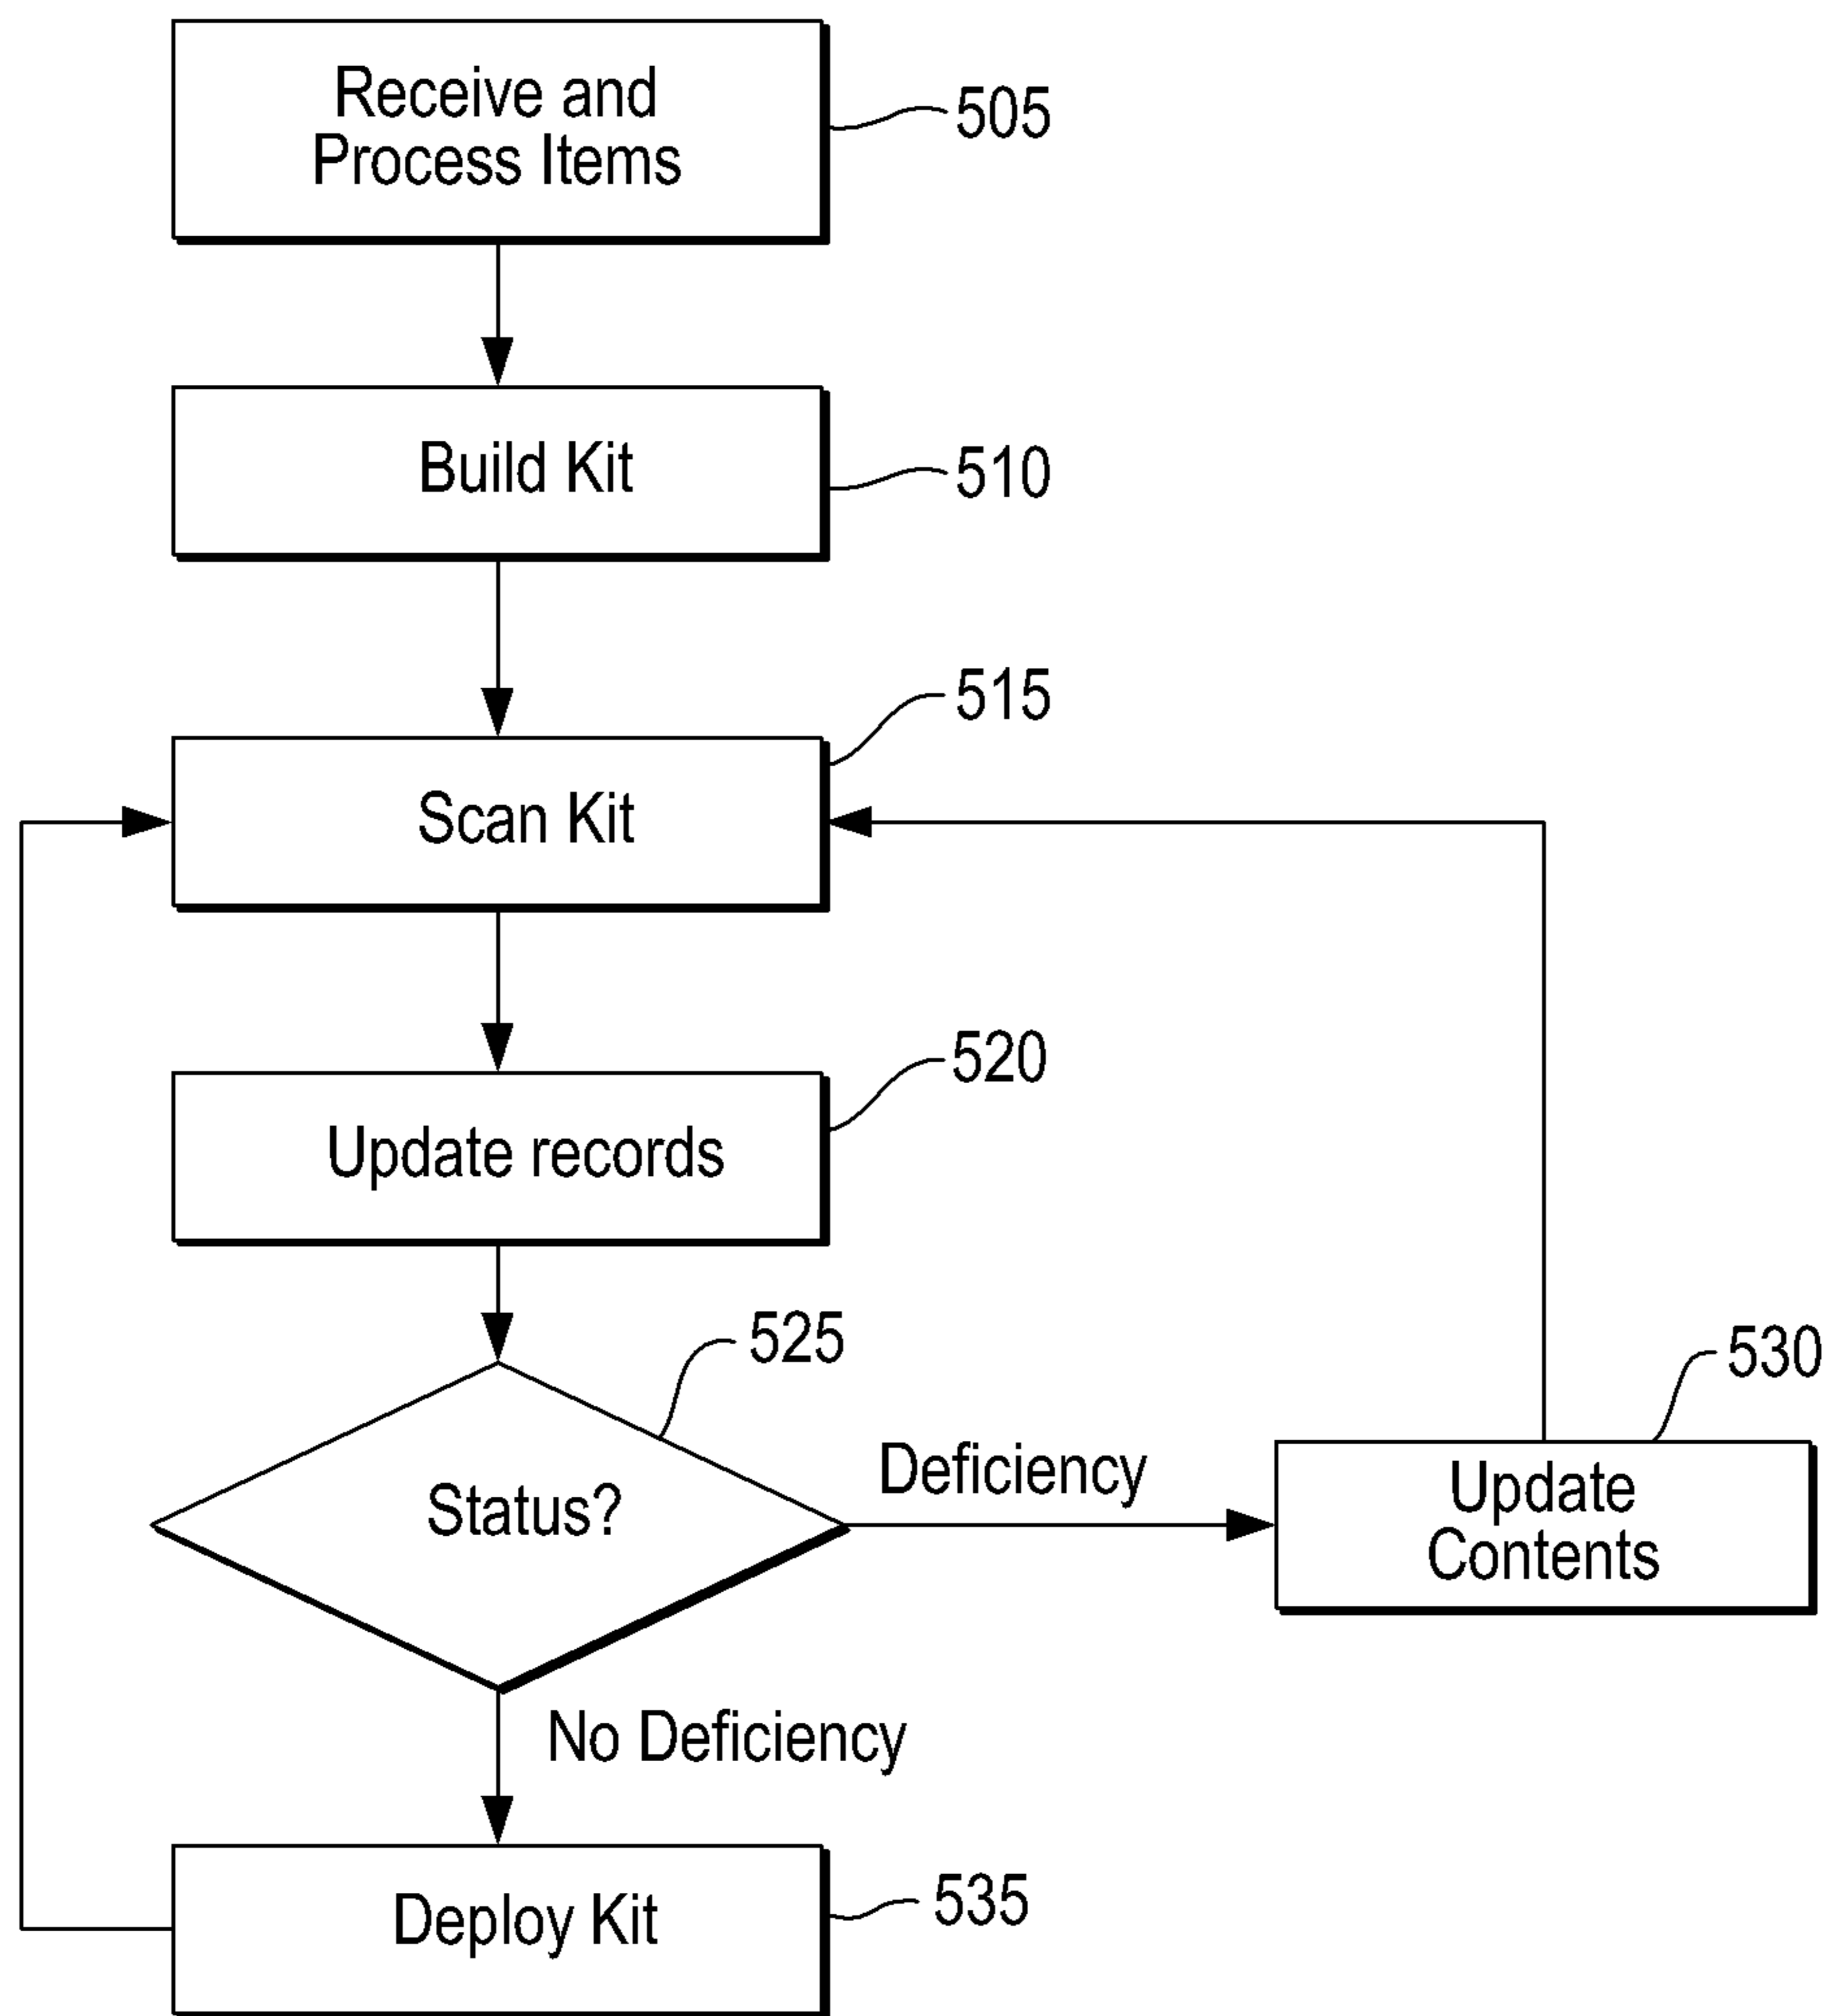 Receive and
Process Items
505
Build Kit
510
515
Scan Kit
520
Update records
525
Status?
Deficiency
530
Update
Contents
No Deficiency
Deploy Kit
535